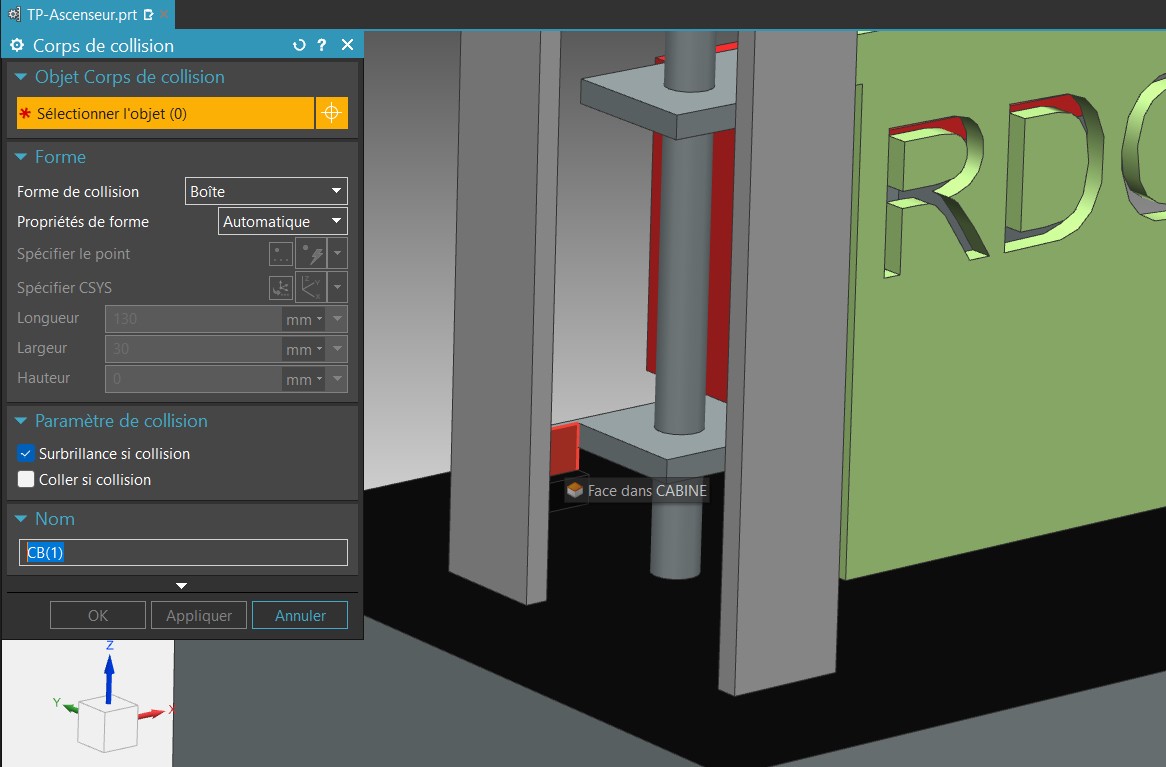 TP-Ascenseur.prt
Corps de collision
Objet Corps de collision
* Sélectionner l'objet (0)
Forme
Forme de collision Boîte
Propriétés de forme Automatique
Spécifier le point
Spécifier CSYS
Longueur 130 mm
Largeur 30 mm
Hauteur 0 mm
Paramètre de collision
Surbrillance si collision
Coller si collision
Nom
CB(1)
OK Appliquer Annuler
Face dans CABINE
RDC
Z
Y
X